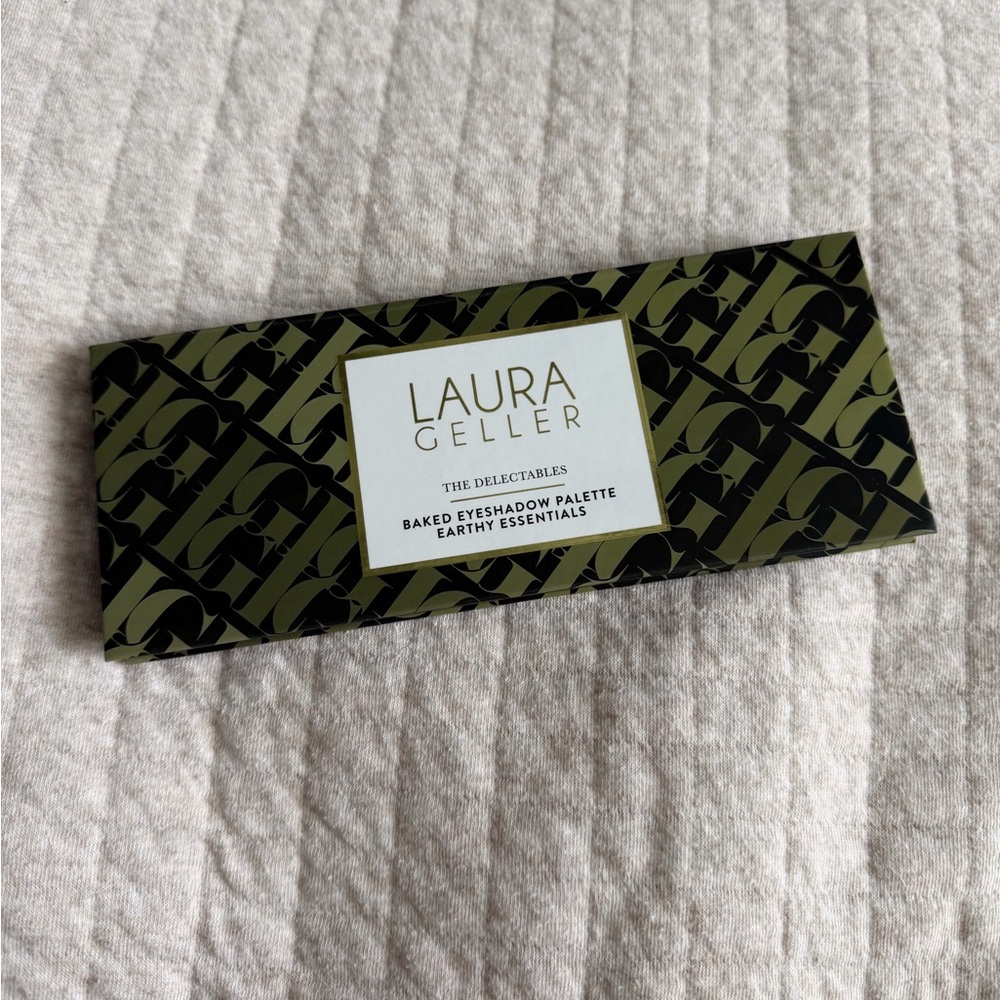 LAURA
GELLER
THE DELECTABLES
BAKED EYESHADOW PALETTE
EARTHY ESSENTIALS